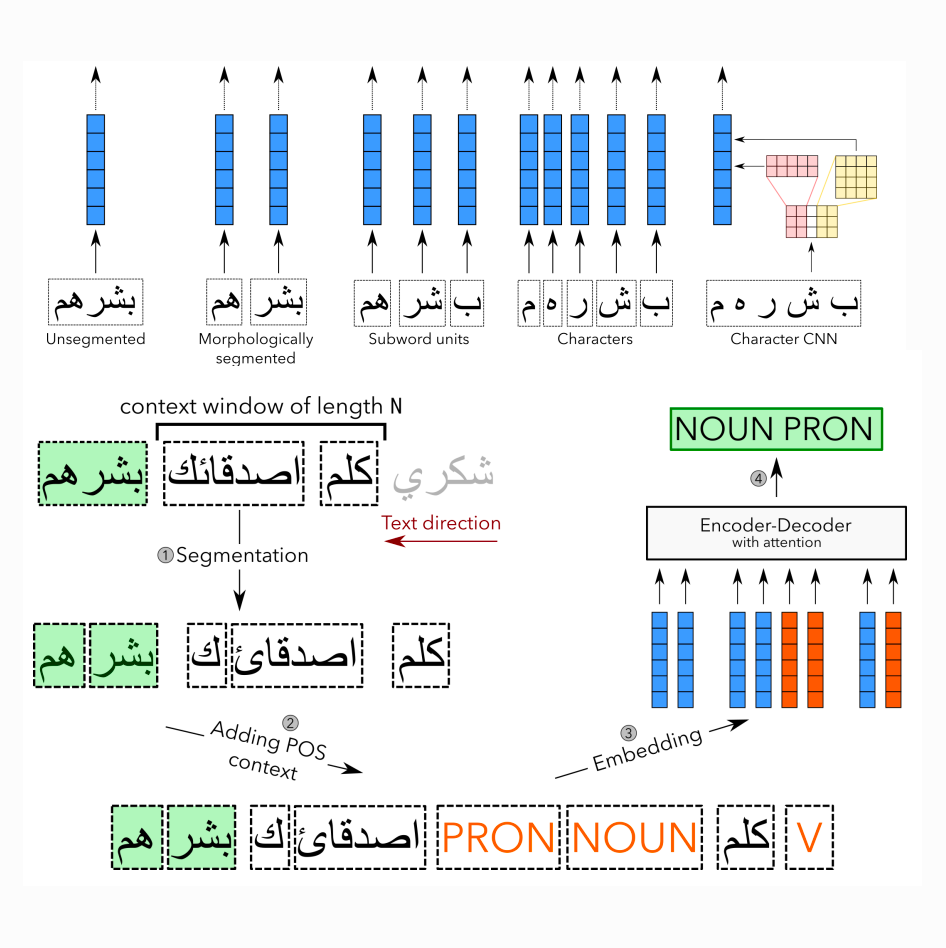 بشرهم
هم بشر
هم شر ب
م ه ر ش ب
م ه ر ش ب
Unsegmented
Morphologically segmented
Subword units
Characters
Character CNN
context window of length N
شكري كلم اصدقائك بشرهم
Text direction
1 Segmentation
كلم اصدقائ ك بشر هم
2
Adding POS
context
3
Embedding
NOUN PRON
4
Encoder-Decoder
with attention
V كلم NOUN PRON اصدقائ ك بشر هم